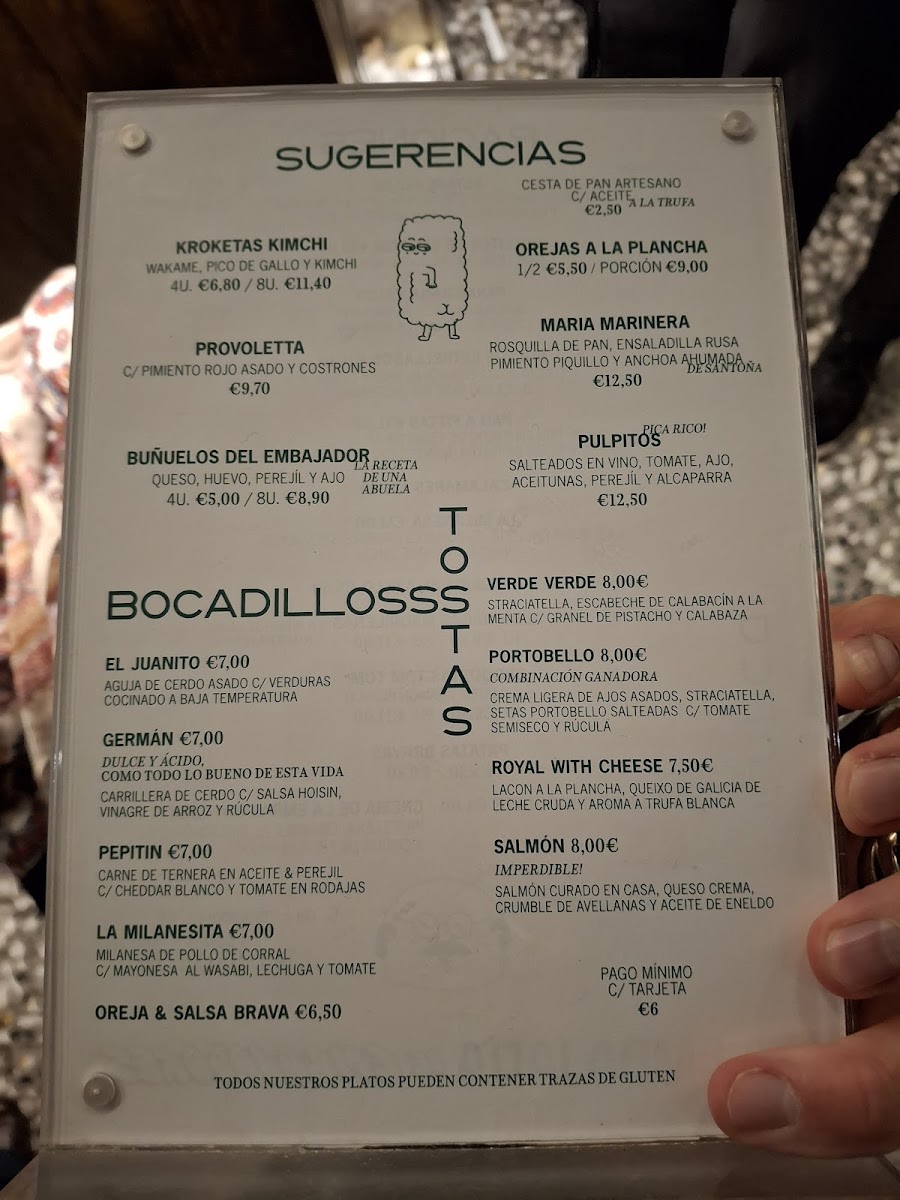 SUGERENCIAS
CESTA DE PAN ARTESANO
C/ ACEITE A LA TRUFA
€2,50
KROKETAS KIMCHI
WAKAME, PICO DE GALLO Y KIMCHI
4U. €6,80 / 8U. €11,40
OREJAS A LA PLANCHA
1/2 €5,50 / PORCIÓN €9,00
PROVOLETTA
C/ PIMIENTO ROJO ASADO Y COSTRONES
€9,70
MARIA MARINERA
ROSQUILLA DE PAN, ENSALADILLA RUSA
PIMIENTO PIQUILLO Y ANCHOA AHUMADA
DE SANTOÑA
€12,50
BUÑUELOS DEL EMBAJADOR
QUESO, HUEVO, PEREJÍL Y AJO
4U. €5,00 / 8U. €8,90
LA RECETA
DE UNA
ABUELA
PICA RICO!
PULPITOS
SALTEADOS EN VINO, TOMATE, AJO,
ACEITUNAS, PEREJÍL Y ALCAPARRA
€12,50
BOCADILLOSSS
EL JUANITO €7,00
AGUJA DE CERDO ASADO C/ VERDURAS
COCINADO A BAJA TEMPERATURA
GERMÁN €7,00
DULCE Y ÁCIDO,
COMO TODO LO BUENO DE ESTA VIDA
CARRILLERA DE CERDO C/ SALSA HOISIN,
VINAGRE DE ARROZ Y RÚCULA
PEPITIN €7,00
CARNE DE TERNERA EN ACEITE & PEREJIL
C/ CHEDDAR BLANCO Y TOMATE EN RODAJAS
LA MILANESITA €7,00
MILANESA DE POLLO DE CORRAL
C/ MAYONESA AL WASABI, LECHUGA Y TOMATE
OREJA & SALSA BRAVA €6,50
TOSTAS
VERDE VERDE 8,00€
STRACIATELLA, ESCABECHE DE CALABACÍN A LA
MENTA C/ GRANEL DE PISTACHO Y CALABAZA
PORTOBELLO 8,00€
COMBINACIÓN GANADORA
CREMA LIGERA DE AJOS ASADOS, STRACIATELLA,
SETAS PORTOBELLO SALTEADAS C/ TOMATE
SEMISECO Y RÚCULA
ROYAL WITH CHEESE 7,50€
LACON A LA PLANCHA, QUEIXO DE GALICIA DE
LECHE CRUDA Y AROMA A TRUFA BLANCA
SALMÓN 8,00€
IMPERDIBLE!
SALMÓN CURADO EN CASA, QUESO CREMA,
CRUMBLE DE AVELLANAS Y ACEITE DE ENELDO
PAGO MÍNIMO
C/ TARJETA
€6
TODOS NUESTROS PLATOS PUEDEN CONTENER TRAZAS DE GLUTEN